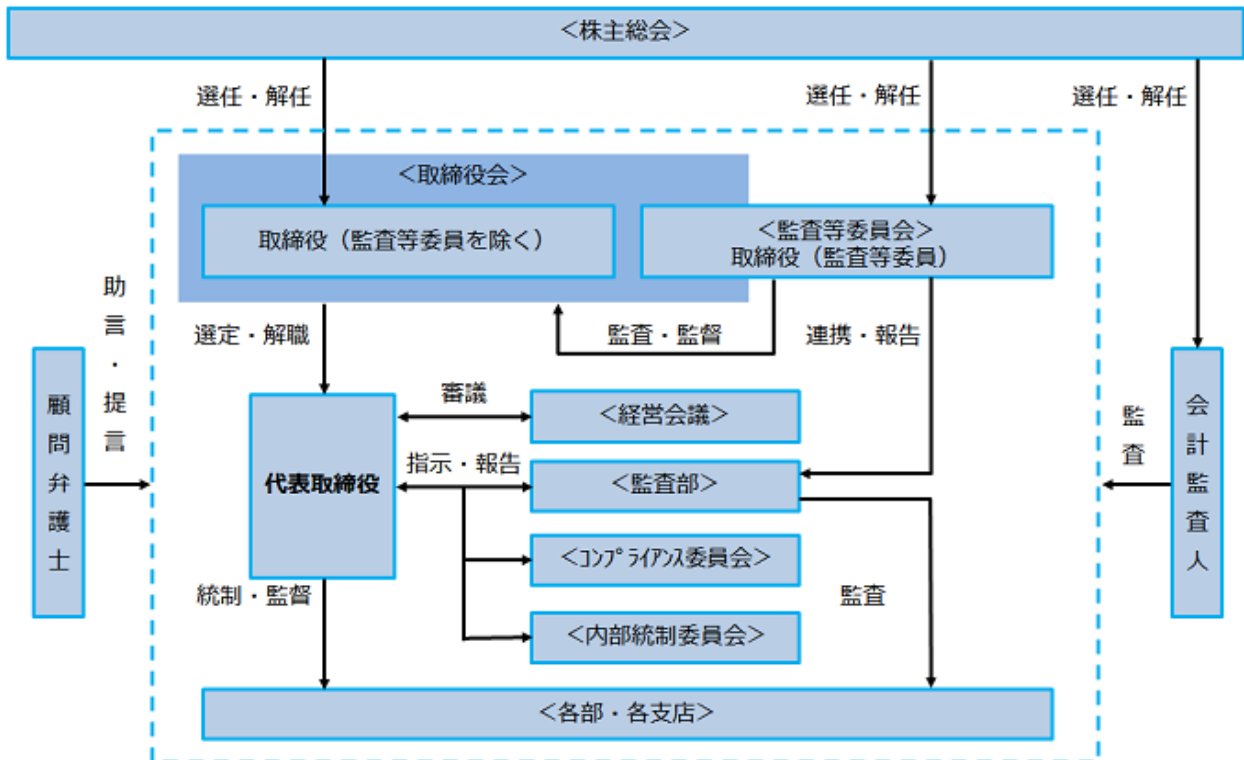 <株主総会>
選任・解任
選任・解任
選任・解任
<取締役会>
取締役（監査等委員を除く）
<監査等委員会>
取締役（監査等委員）
助言・提言
選定・解職
監査・監督
連携・報告
顧問弁護士
会計監査人
監査
代表取締役
審議
<経営会議>
指示・報告
<監査部>
<ｺﾝﾌﾟﾗｲｱﾝｽ委員会>
統制・監督
監査
<内部統制委員会>
<各部・各支店>